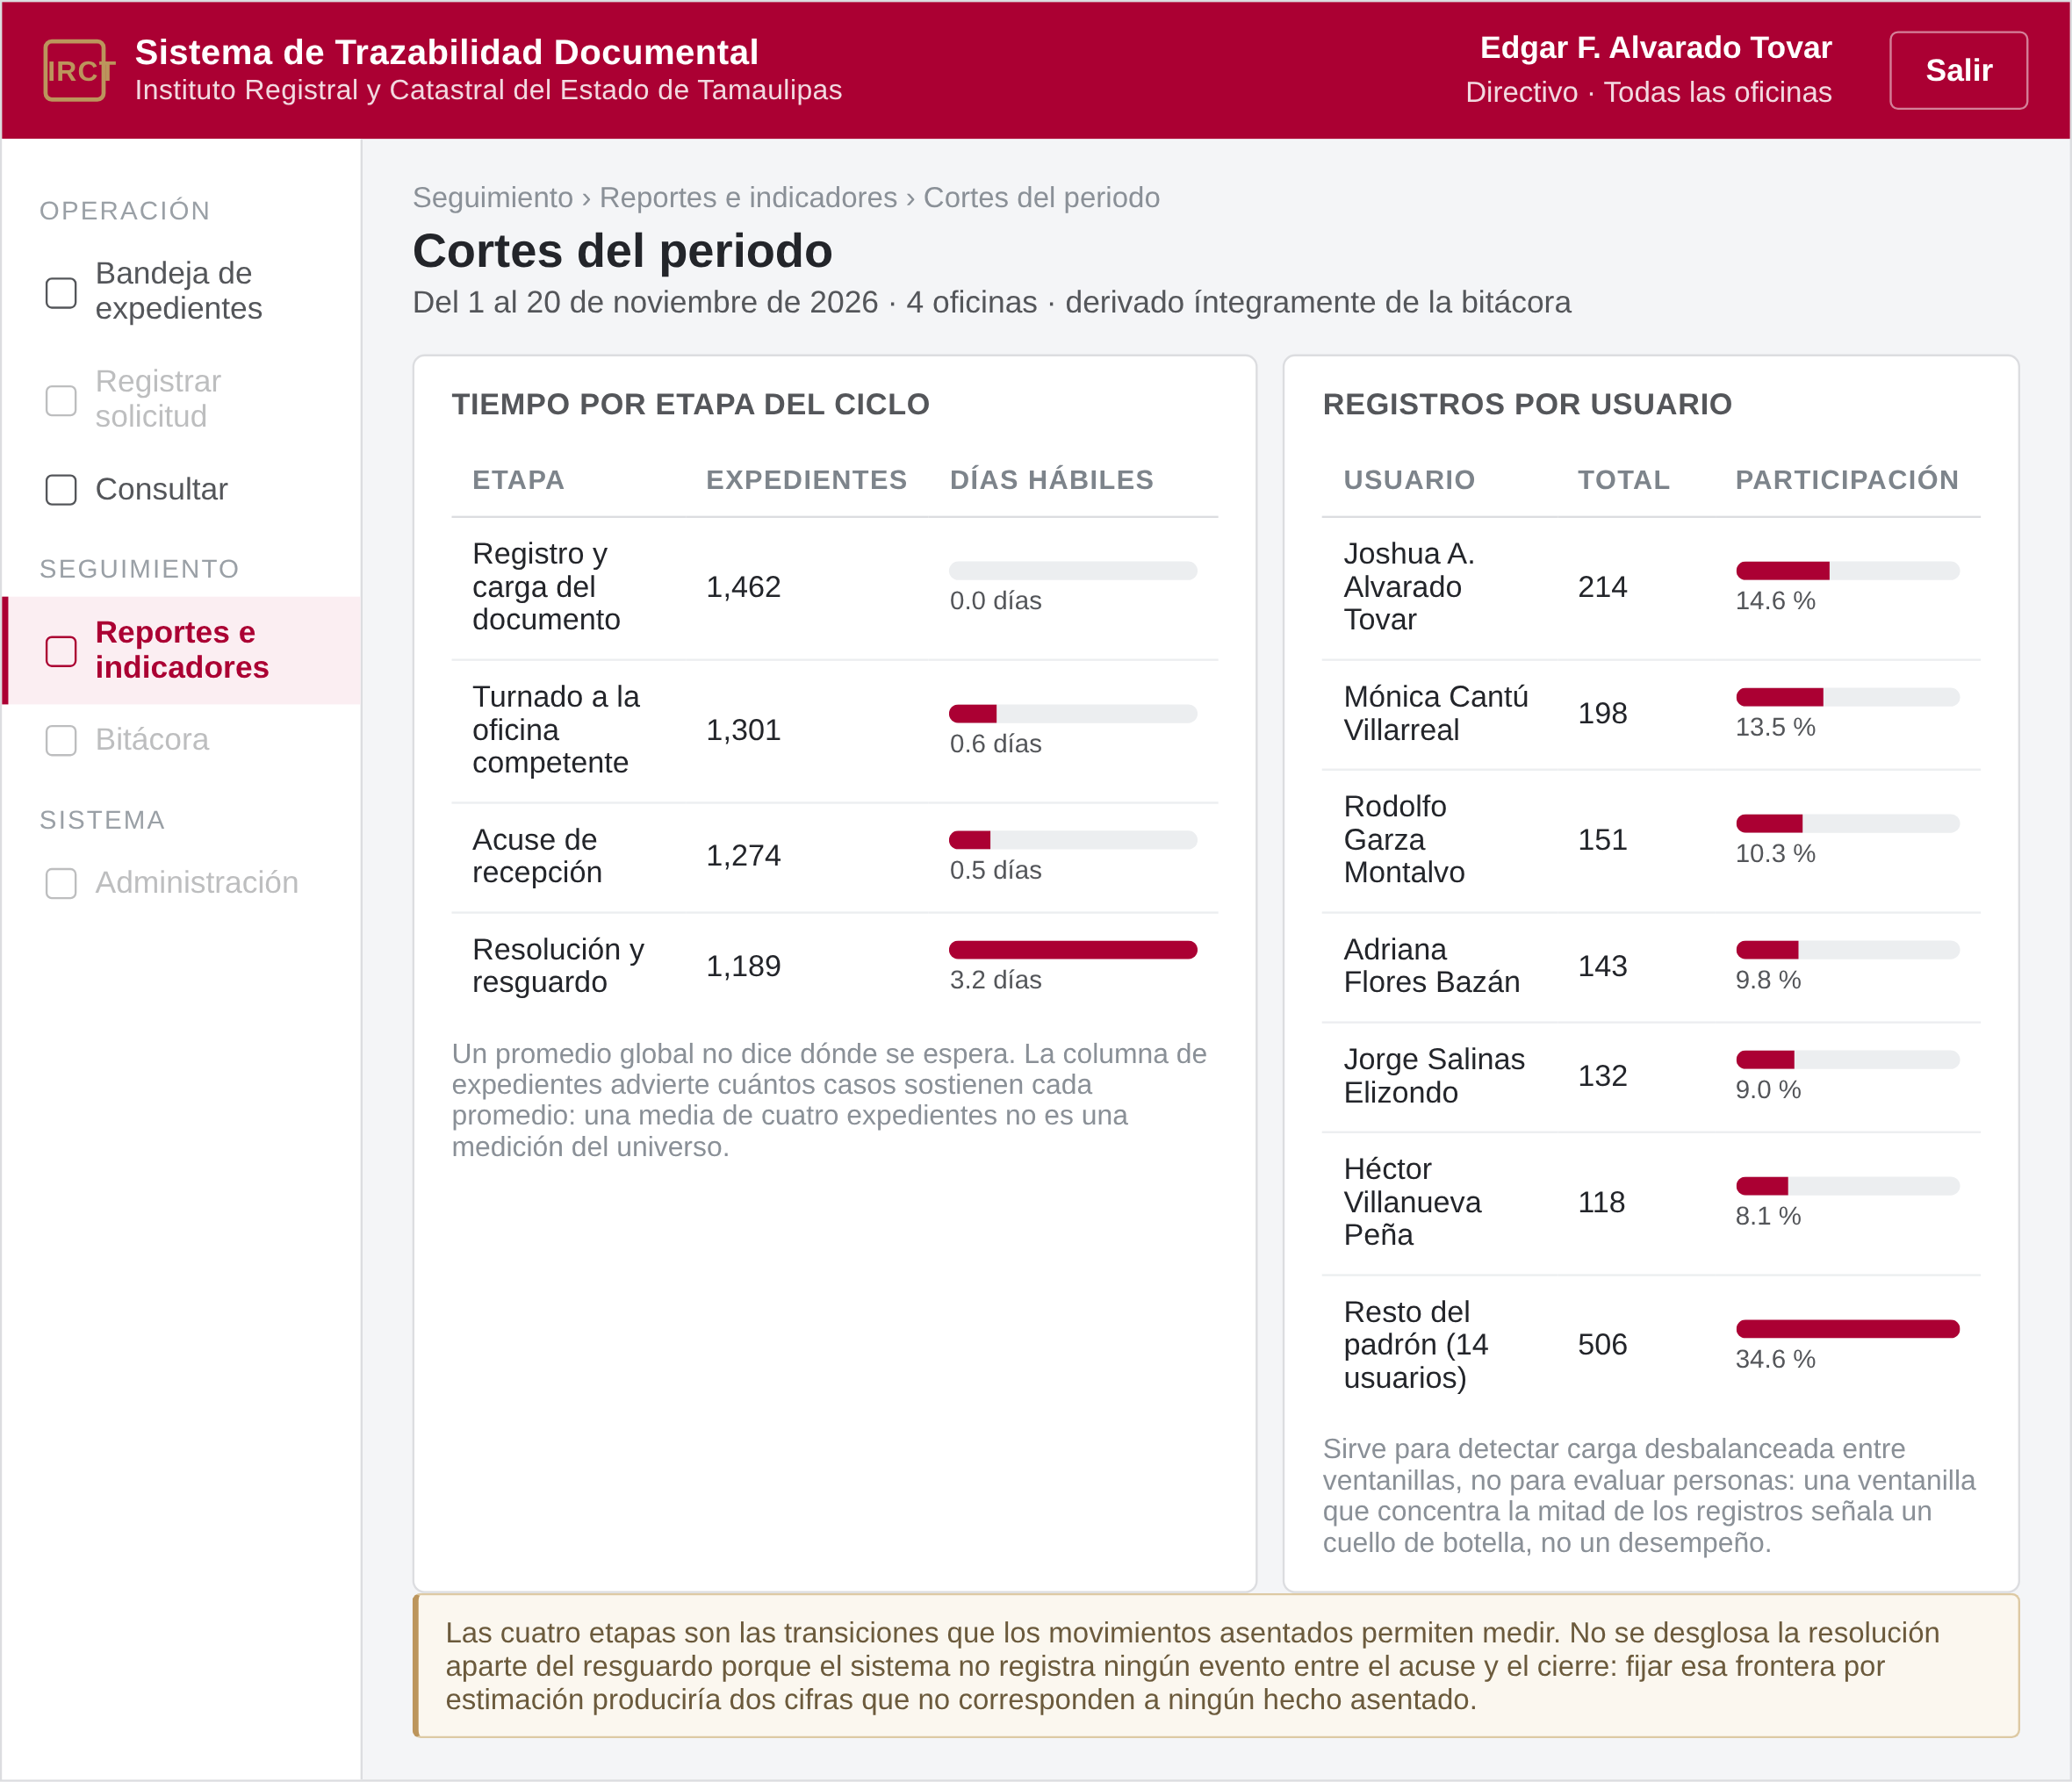 IRCT
Sistema de Trazabilidad Documental
Instituto Registral y Catastral del Estado de Tamaulipas
Edgar F. Alvarado Tovar
Directivo · Todas las oficinas
Salir
OPERACIÓN
Bandeja de
expedientes
Registrar
solicitud
Consultar
SEGUIMIENTO
Reportes e
indicadores
Bitácora
SISTEMA
Administración
Seguimiento › Reportes e indicadores › Cortes del periodo
Cortes del periodo
Del 1 al 20 de noviembre de 2026 · 4 oficinas · derivado íntegramente de la bitácora
TIEMPO POR ETAPA DEL CICLO
ETAPA EXPEDIENTES DÍAS HÁBILES
Registro y
carga del
documento
1,462
0.0 días
Turnado a la
oficina
competente
1,301
0.6 días
Acuse de
recepción
1,274
0.5 días
Resolución y
resguardo
1,189
3.2 días
Un promedio global no dice dónde se espera. La columna de
expedientes advierte cuántos casos sostienen cada
promedio: una media de cuatro expedientes no es una
medición del universo.
REGISTROS POR USUARIO
USUARIO TOTAL PARTICIPACIÓN
Joshua A.
Alvarado
Tovar
214
14.6 %
Mónica Cantú
Villarreal
198
13.5 %
Rodolfo
Garza
Montalvo
151
10.3 %
Adriana
Flores Bazán
143
9.8 %
Jorge Salinas
Elizondo
132
9.0 %
Héctor
Villanueva
Peña
118
8.1 %
Resto del
padrón (14
usuarios)
506
34.6 %
Sirve para detectar carga desbalanceada entre
ventanillas, no para evaluar personas: una ventanilla
que concentra la mitad de los registros señala un
cuello de botella, no un desempeño.
Las cuatro etapas son las transiciones que los movimientos asentados permiten medir. No se desglosa la resolución
aparte del resguardo porque el sistema no registra ningún evento entre el acuse y el cierre: fijar esa frontera por
estimación produciría dos cifras que no corresponden a ningún hecho asentado.